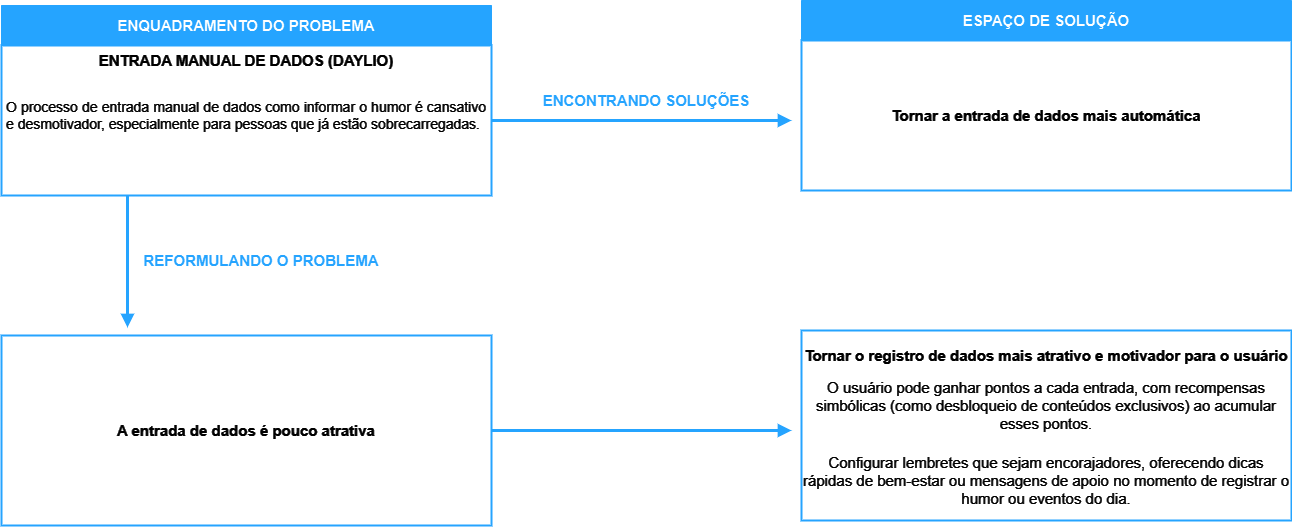 ENQUADRAMENTO DO PROBLEMA
ENTRADA MANUAL DE DADOS (DAYLIO)
O processo de entrada manual de dados como informar o humor é cansativo
e desmotivador, especialmente para pessoas que já estão sobrecarregadas.
ENCONTRANDO SOLUÇÕES
ESPAÇO DE SOLUÇÃO
Tornar a entrada de dados mais automática
REFORMULANDO O PROBLEMA
A entrada de dados é pouco atrativa
Tornar o registro de dados mais atrativo e motivador para o usuário
O usuário pode ganhar pontos a cada entrada, com recompensas
simbólicas (como desbloqueio de conteúdos exclusivos) ao acumular
esses pontos.
Configurar lembretes que sejam encorajadores, oferecendo dicas
rápidas de bem-estar ou mensagens de apoio no momento de registrar o
humor ou eventos do dia.